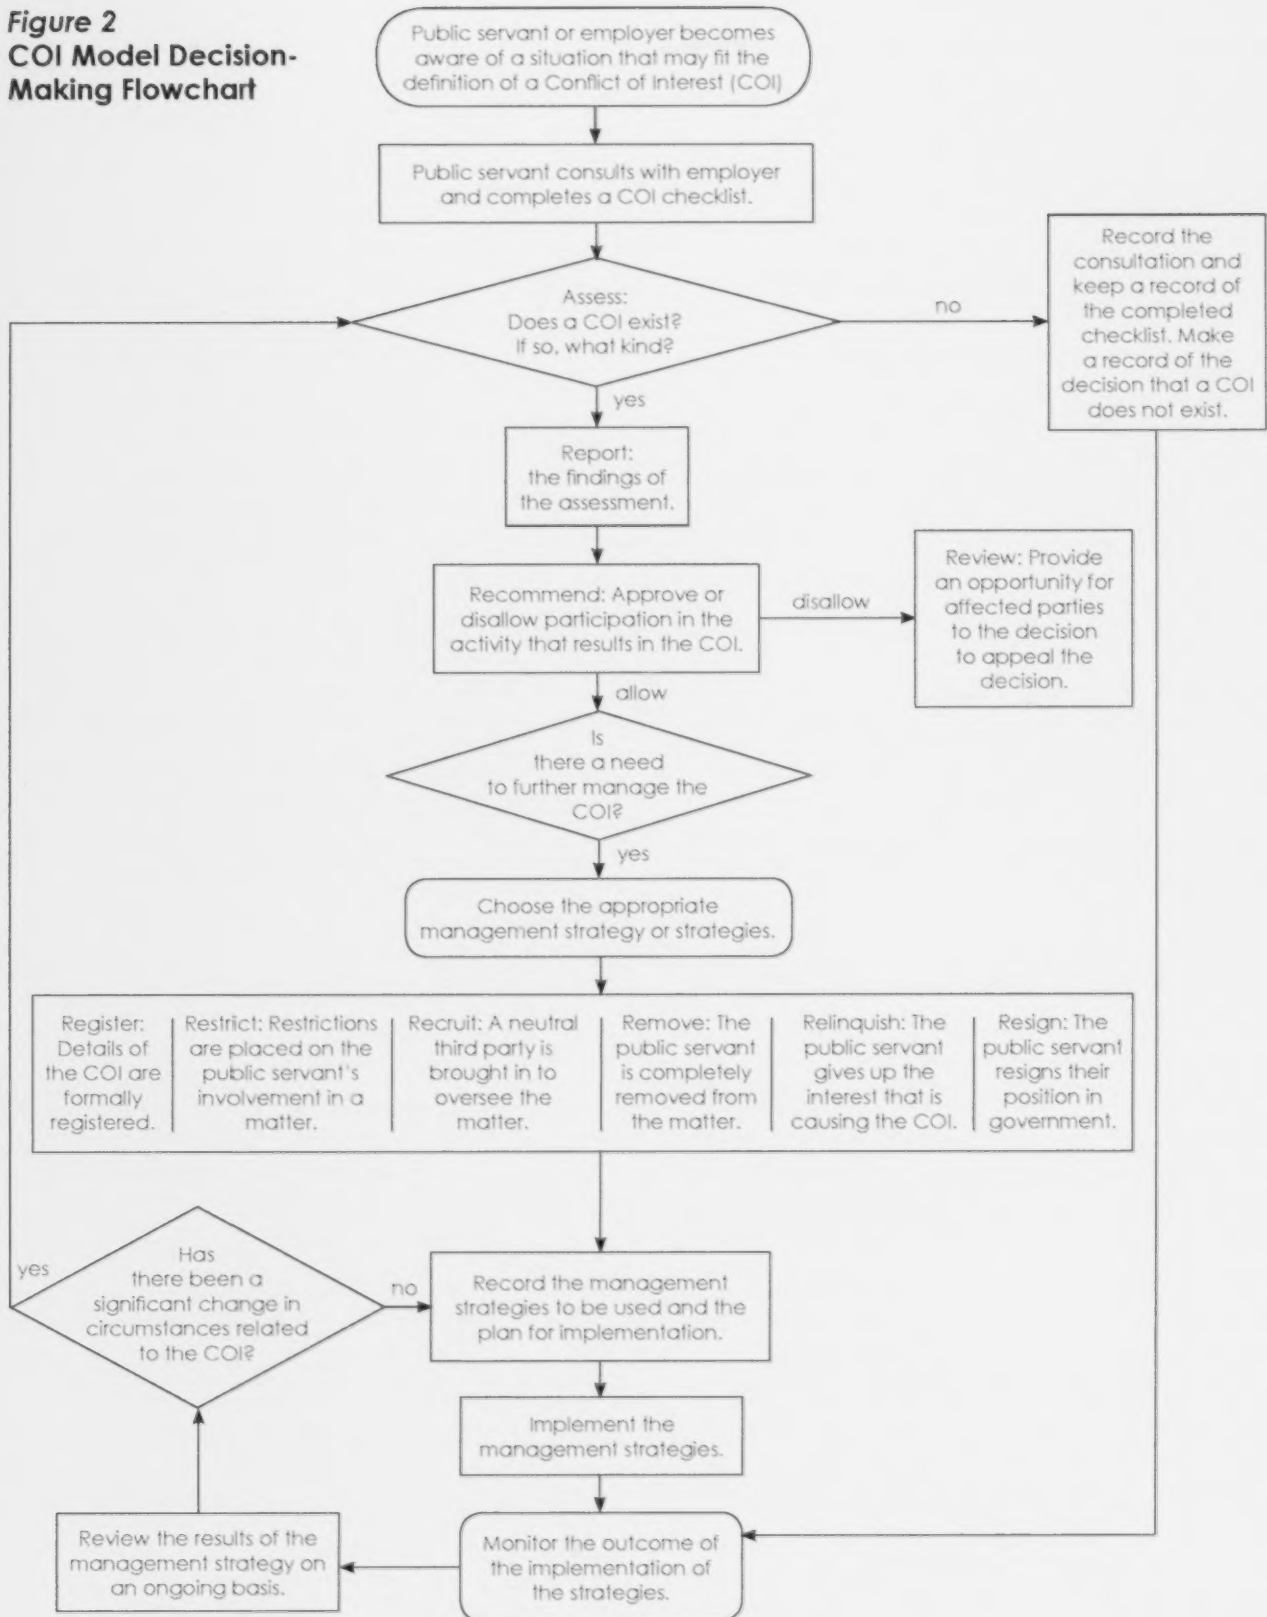 Figure 2
COI Model Decision-
Making Flowchart
Public servant or employer becomes
aware of a situation that may fit the
definition of a Conflict of Interest (COI)
Public servant consults with employer
and completes a COI checklist.
Assess:
Does a COI exist?
If so, what kind?
no
Record the
consultation and
keep a record of
the completed
checklist. Make
a record of the
decision that a COI
does not exist.
yes
Report:
the findings of
the assessment.
Recommend: Approve or
disallow participation in the
activity that results in the COI.
disallow
Review: Provide
an opportunity for
affected parties
to the decision
to appeal the
decision.
allow
Is
there a need
to further manage the
COI?
yes
Choose the appropriate
management strategy or strategies.
Register:
Details of
the COI are
formally
registered.
Restrict: Restrictions
are placed on the
public servant's
involvement in a
matter.
Recruit: A neutral
third party is
brought in to
oversee the
matter.
Remove: The
public servant
is completely
removed from
the matter.
Relinquish: The
public servant
gives up the
interest that is
causing the COI.
Resign: The
public servant
resigns their
position in
government.
yes
Has
there been a
significant change in
circumstances related
to the COI?
no
Record the management
strategies to be used and the
plan for implementation.
Implement the
management strategies.
Review the results of the
management strategy on
an ongoing basis.
Monitor the outcome of
the implementation of
the strategies.